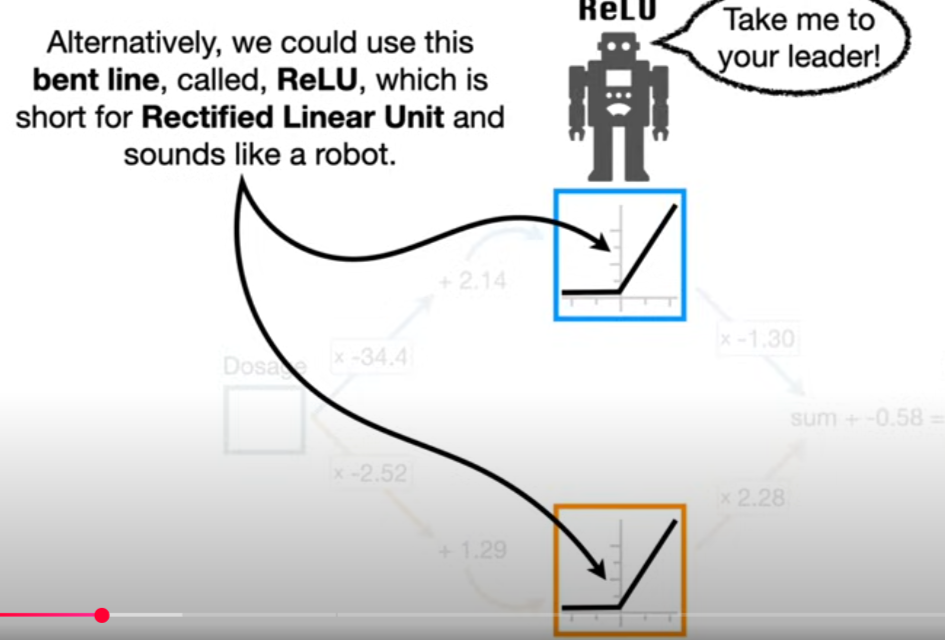 ReLU
Take me to
your leader!
Alternatively, we could use this
bent line, called, ReLU, which is
short for Rectified Linear Unit and
sounds like a robot.
+ 2.14
x -34.4
x -1.30
Dosage
sum + -0.58 =
x -2.52
x 2.28
+ 1.29